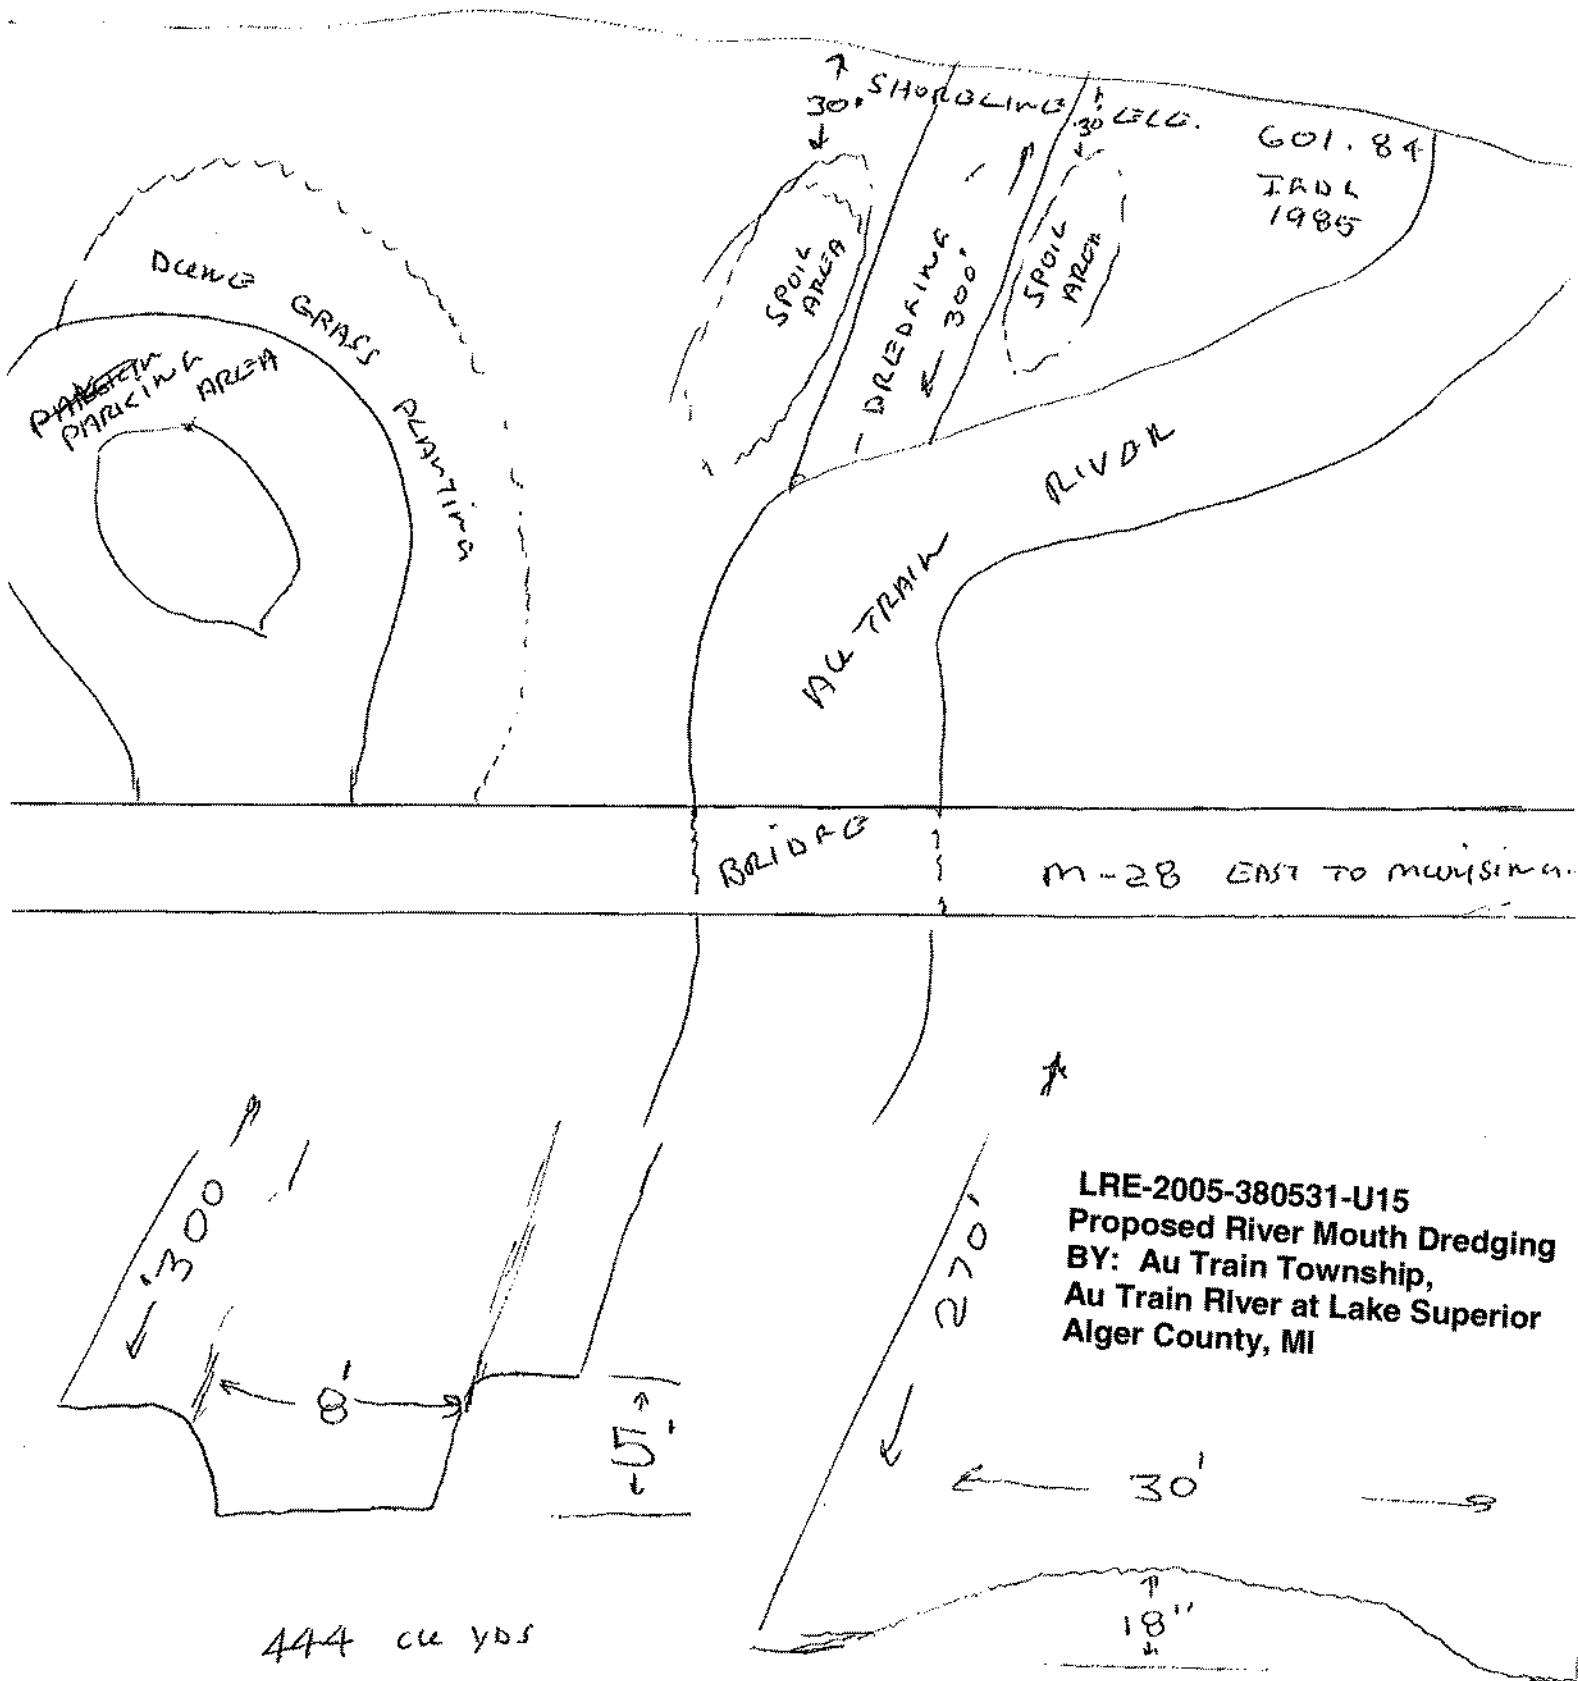 30'
SHORELINE ELE.
30'
601.84
IGDL
1985
DUNE GRASS PLANTING
PARKING AREA
SPOIL
AREA
DREDGING
300'
SPOIL
AREA
AU TRAIN RIVER
BRIDGE
M-28 EAST TO MUNISING.
300'
8'
5'
444 CU YDS
270'
30'
18"
LRE-2005-380531-U15
Proposed River Mouth Dredging
BY: Au Train Township,
Au Train River at Lake Superior
Alger County, MI